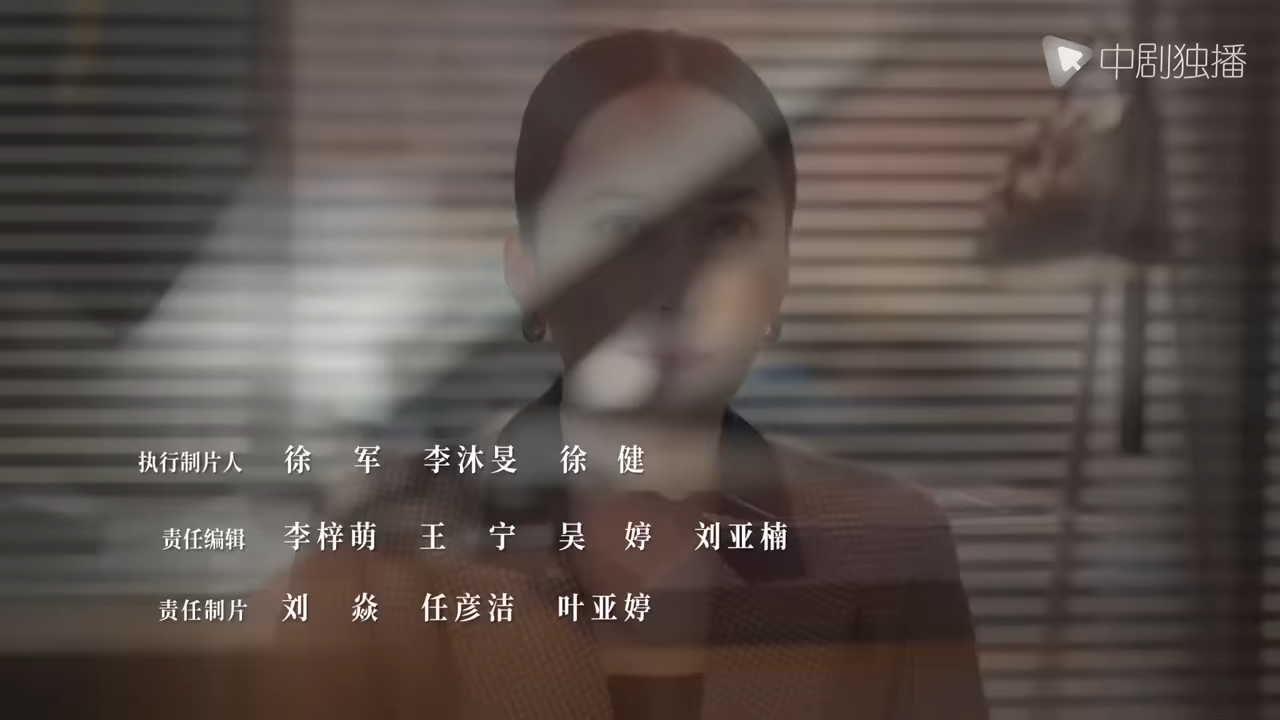 中剧独播
执行制片人 徐 军 李沐旻 徐 健
责任编辑 李梓萌 王 宁 吴 婷 刘亚楠
责任制片 刘 焱 任彦洁 叶亚婷